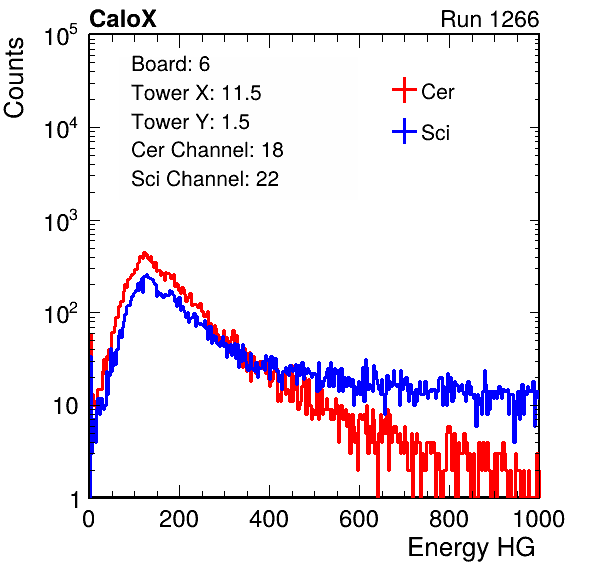 CaloX Run 1266
Counts
Board: 6
Tower X: 11.5
Tower Y: 1.5
Cer Channel: 18
Sci Channel: 22
Cer
Sci
10^5
10^4
10^3
10^2
10
1
0 200 400 600 800 1000
Energy HG